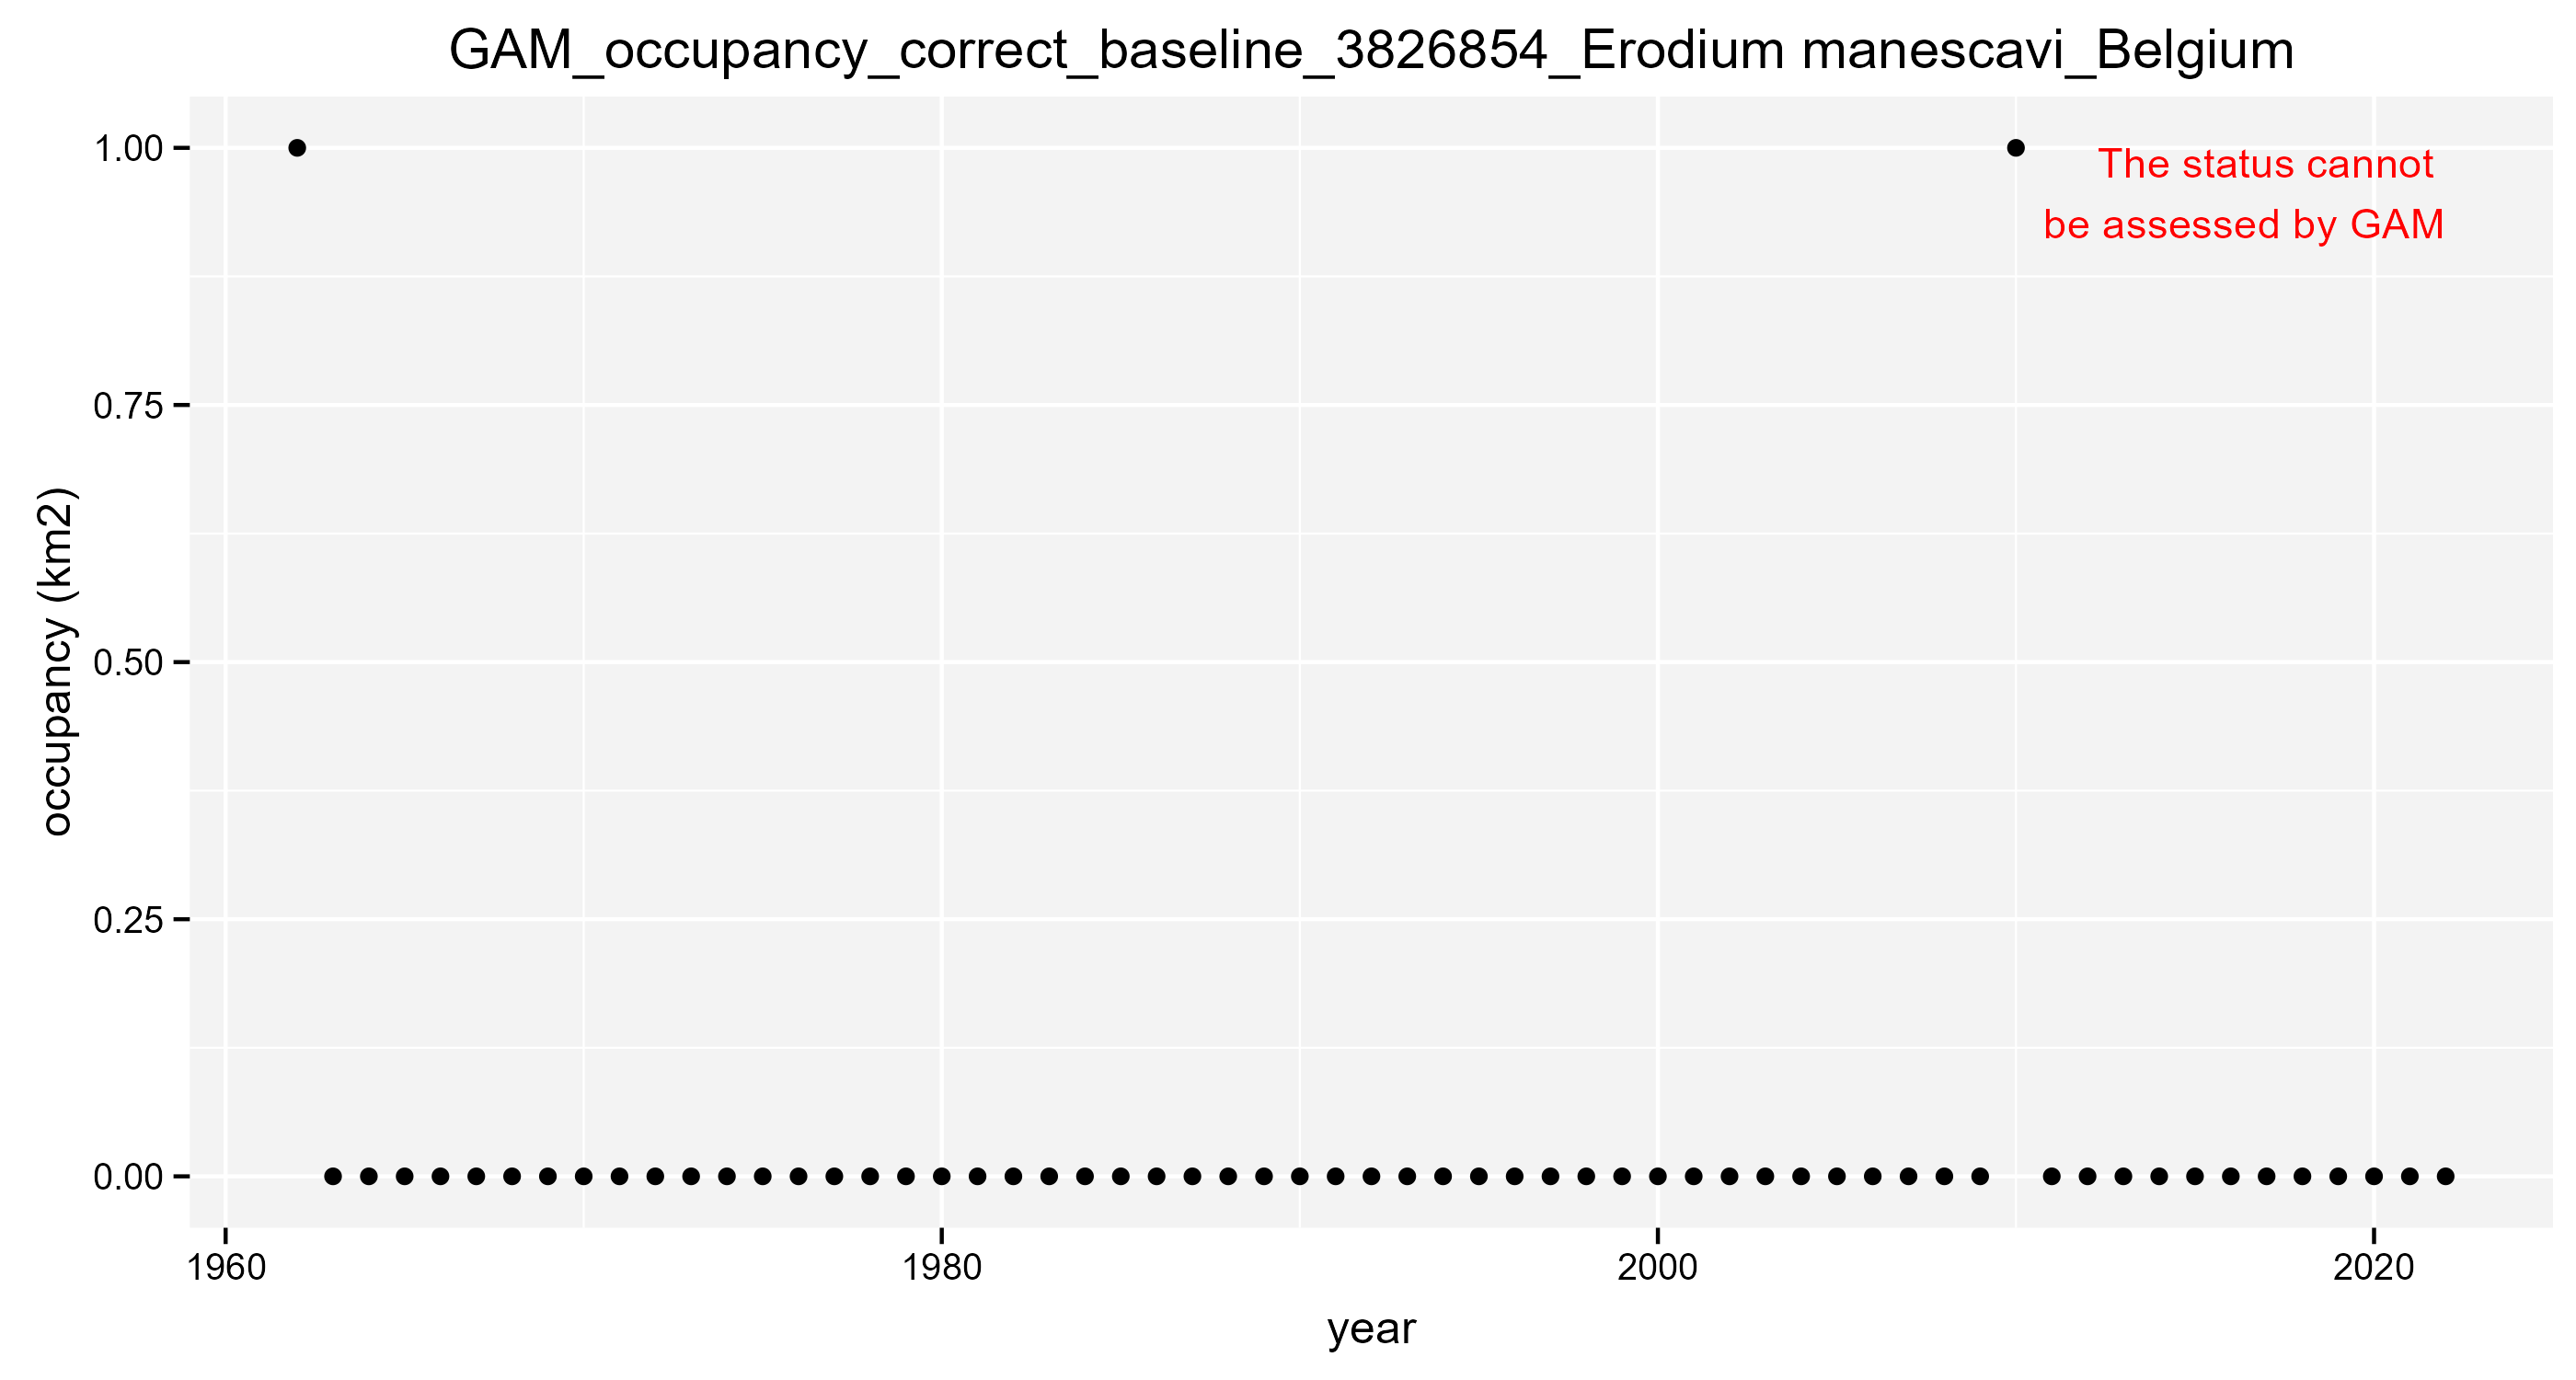 GAM_occupancy_correct_baseline_3826854_Erodium manescavi_Belgium
1.00
The status cannot
be assessed by GAM
0.75
occupancy (km2)
0.50
0.25
0.00
1960
1980
2000
2020
year